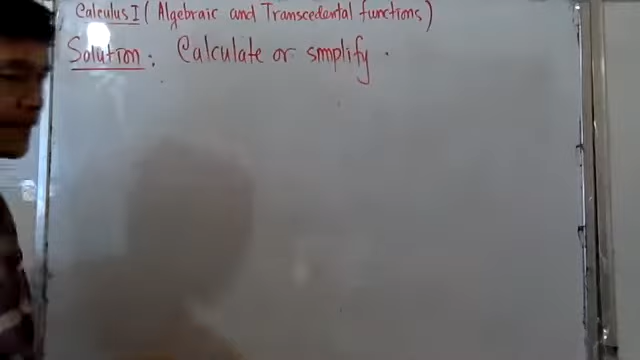 Calculus I ( Algebraic and Transcedental functions )
Solution : Calculate or smplify .